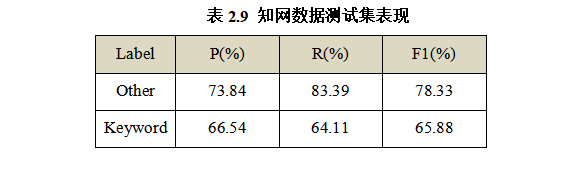 表 2.9 知网数据测试集表现
Label P(%) R(%) F1(%)
Other 73.84 83.39 78.33
Keyword 66.54 64.11 65.88